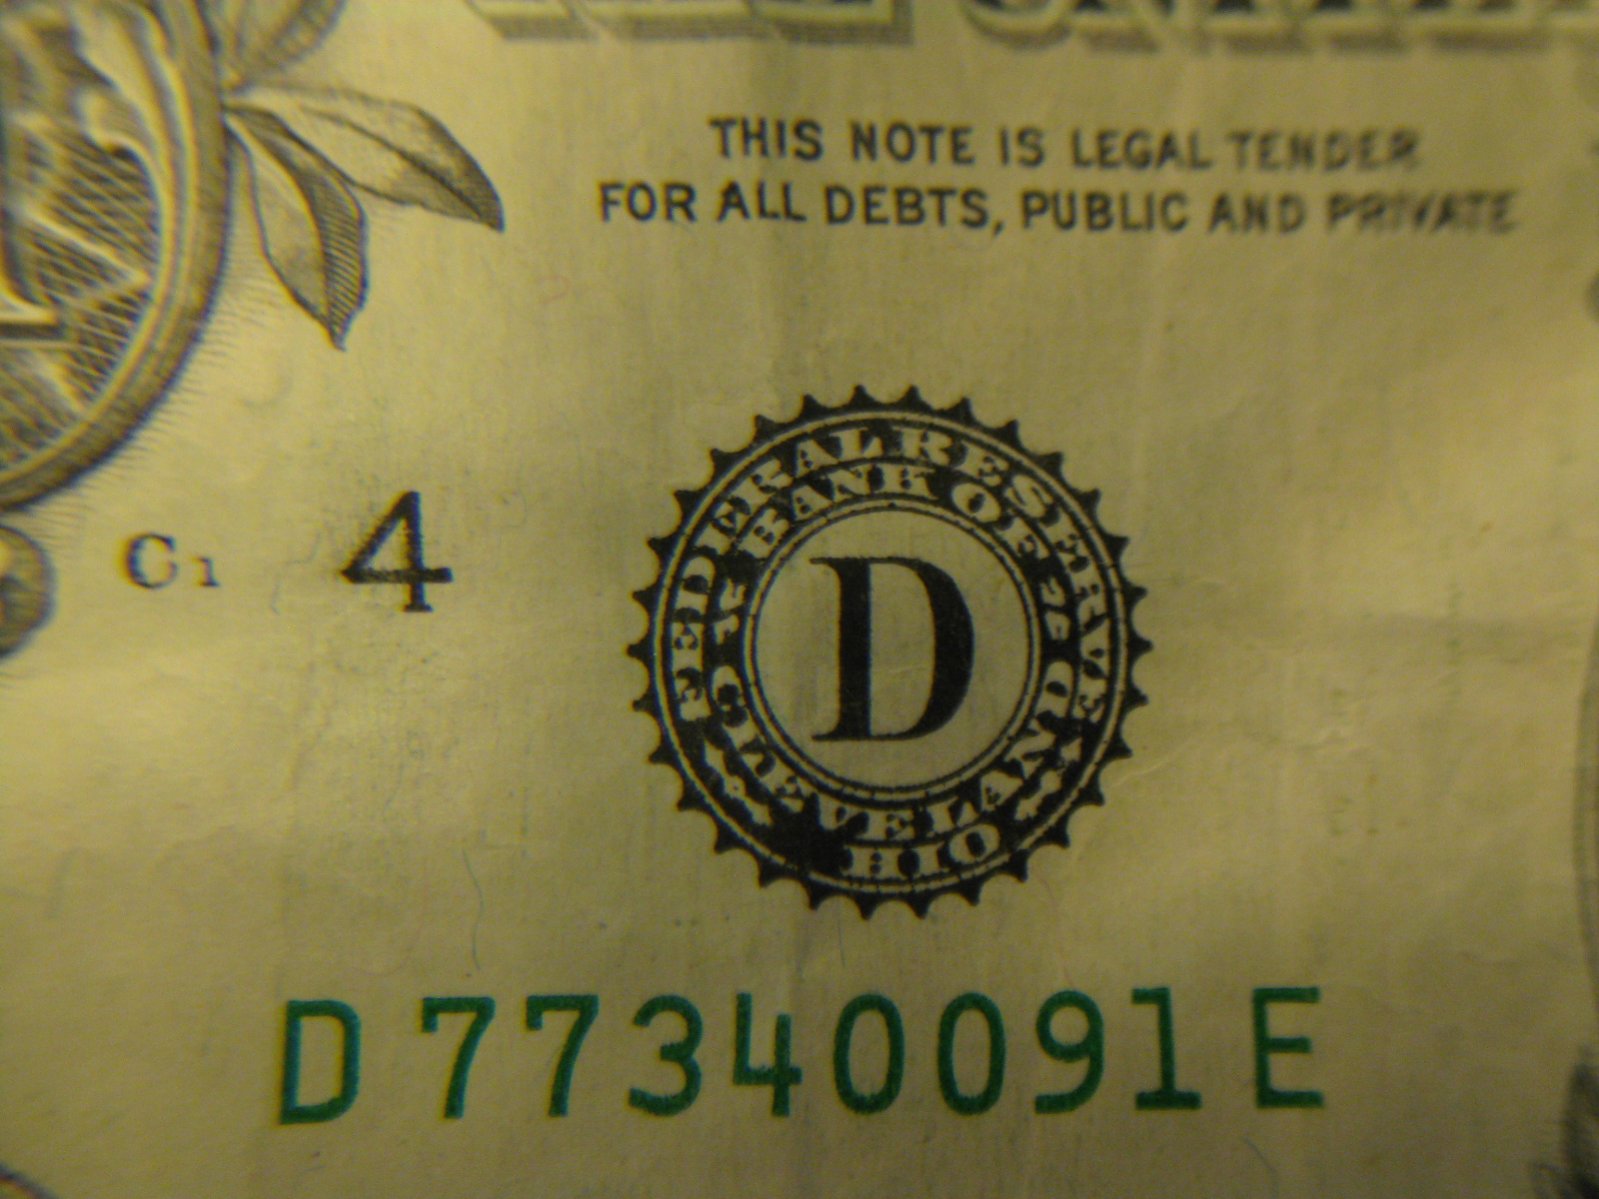 THIS NOTE IS LEGAL TENDER
FOR ALL DEBTS, PUBLIC AND PRIVATE
C1 4
FEDERAL RESERVE
BANK OF
D
CLEVELAND
OHIO
D77340091E